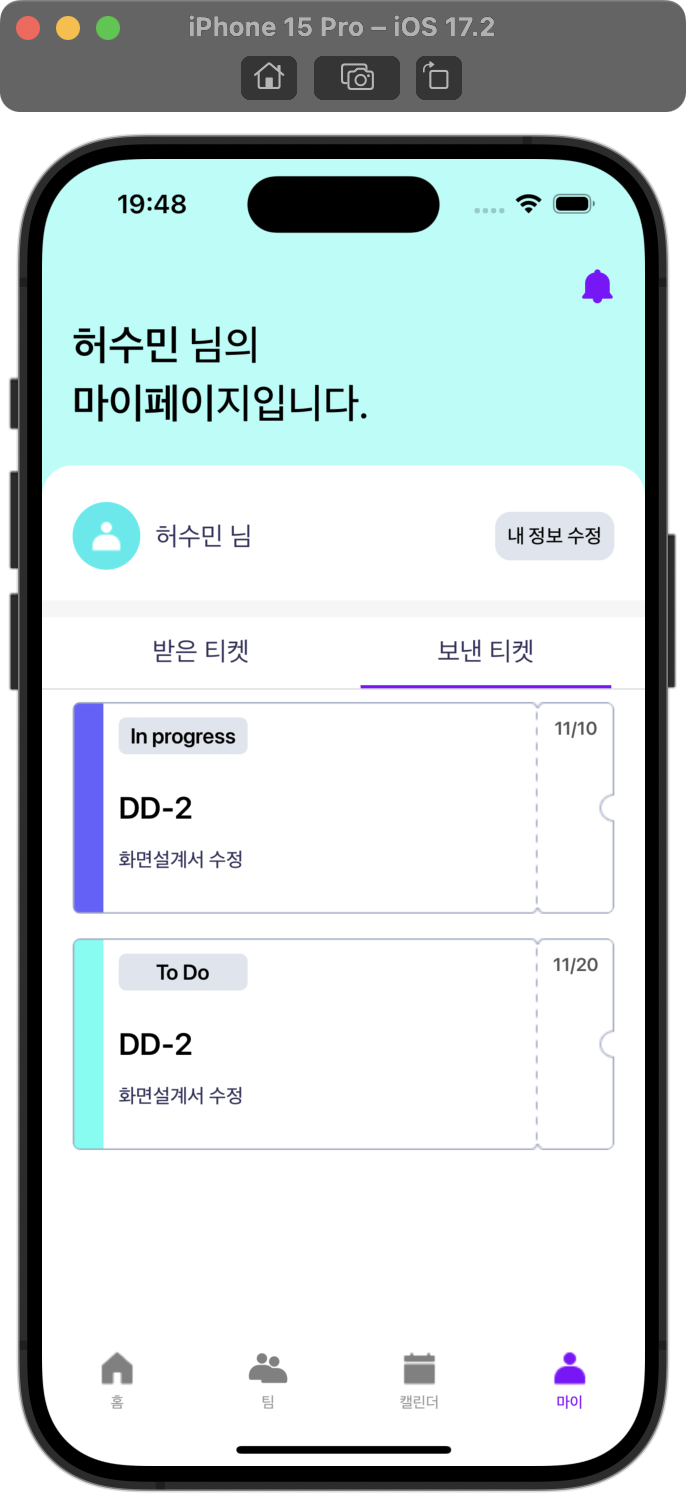 iPhone 15 Pro – iOS 17.2
19:48
허수민 님의
마이페이지입니다.
허수민 님
내 정보 수정
받은 티켓
보낸 티켓
In progress
11/10
DD-2
화면설계서 수정
To Do
11/20
DD-2
화면설계서 수정
홈
팀
캘린더
마이